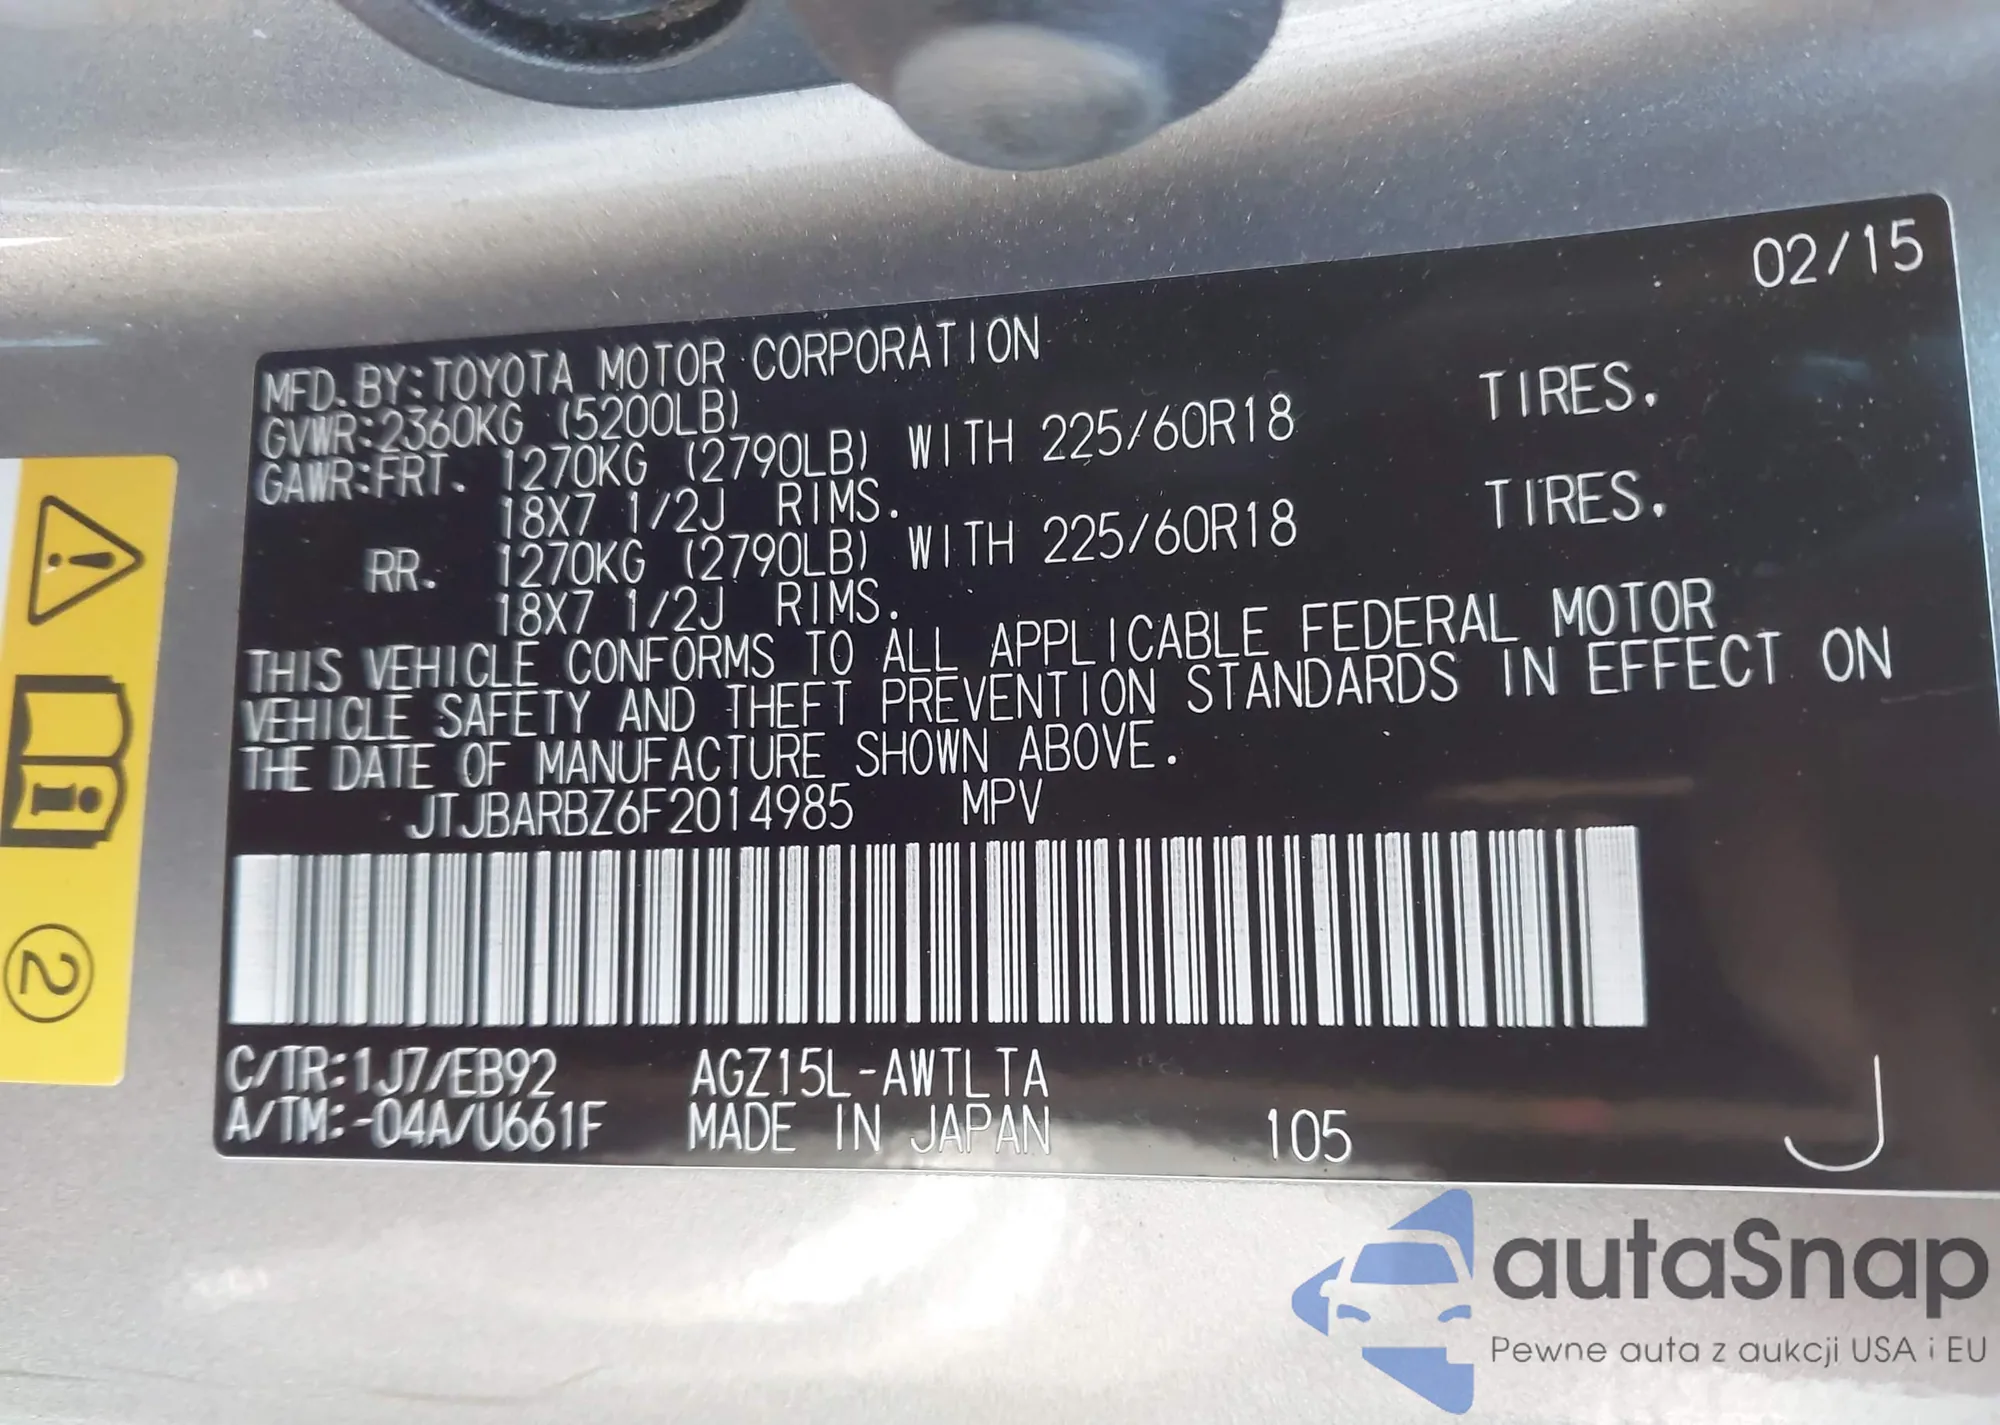 02/15
MFD.BY:TOYOTA MOTOR CORPORATION
GVWR:2360KG (5200LB)
GAWR:FRT. 1270KG (2790LB) WITH 225/60R18 TIRES.
18X7 1/2J RIMS.
RR. 1270KG (2790LB) WITH 225/60R18 TIRES.
18X7 1/2J RIMS.
THIS VEHICLE CONFORMS TO ALL APPLICABLE FEDERAL MOTOR
VEHICLE SAFETY AND THEFT PREVENTION STANDARDS IN EFFECT ON
THE DATE OF MANUFACTURE SHOWN ABOVE.
JTJBARBZ6F2014985 MPV
C/TR:1J7/EB92 AGZ15L-AWTLTA
A/TM:-04A/U661F MADE IN JAPAN 105 J
2
autaSnap
Pewne auta z aukcji USA i EU